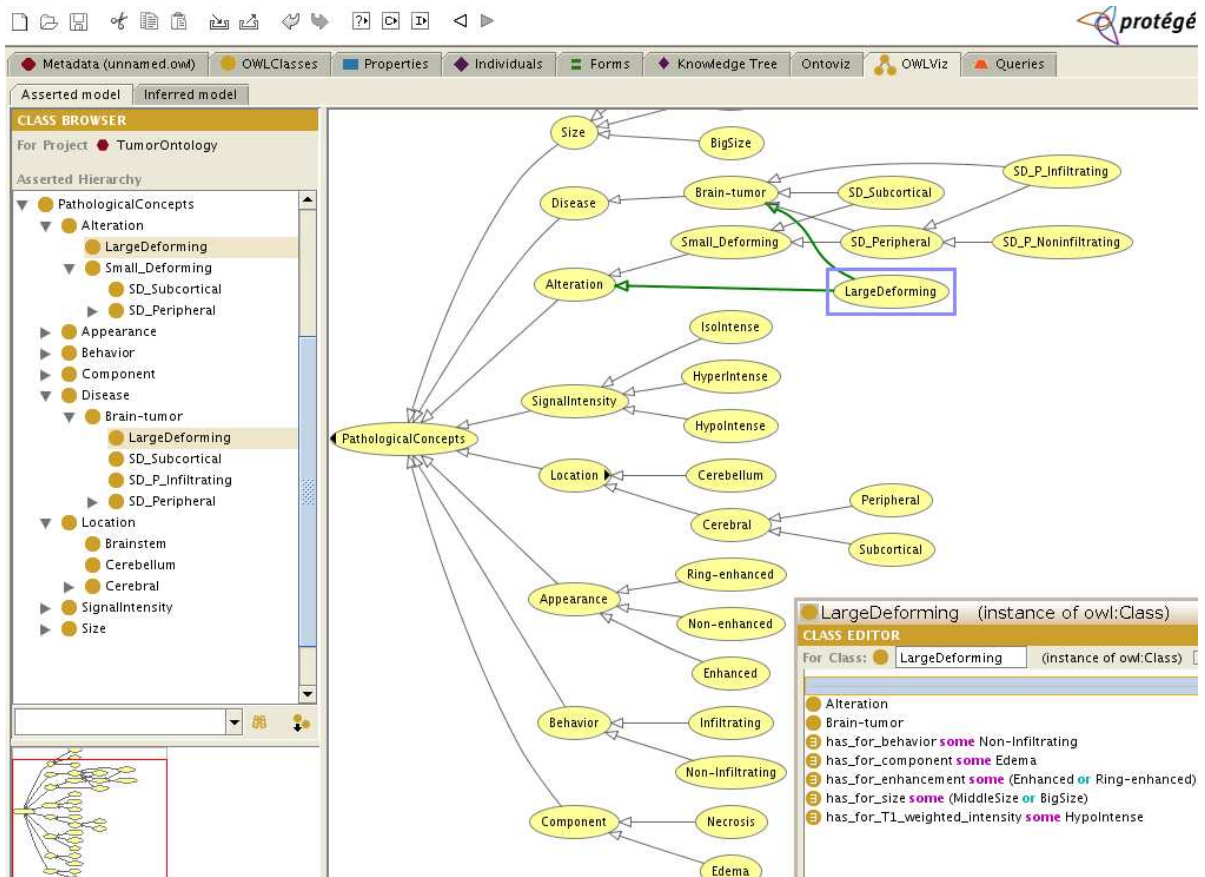 protégé
Metadata (unnamed.owl) OWLClasses Properties Individuals Forms Knowledge Tree Ontoviz OWLViz Queries
Asserted model Inferred model
CLASS BROWSER
For Project TumorOntology
Asserted Hierarchy
PathologicalConcepts
Alteration
LargeDeforming
Small_Deforming
SD_Subcortical
SD_Peripheral
Appearance
Behavior
Component
Disease
Brain-tumor
LargeDeforming
SD_Subcortical
SD_P_Infiltrating
SD_Peripheral
Location
Brainstem
Cerebellum
Cerebral
SignalIntensity
Size
Size
BigSize
Disease
Brain-tumor
SD_Subcortical
SD_P_Infiltrating
Small_Deforming
SD_Peripheral
SD_P_Noninfiltrating
Alteration
LargeDeforming
IsoIntense
HyperIntense
SignalIntensity
HypoIntense
PathologicalConcepts
Location
Cerebellum
Cerebral
Peripheral
Subcortical
Ring-enhanced
Appearance
Non-enhanced
Enhanced
Behavior
Infiltrating
Non-Infiltrating
Component
Necrosis
Edema
LargeDeforming (instance of owl:Class)
CLASS EDITOR
For Class: LargeDeforming (instance of owl:Class)
Alteration
Brain-tumor
has_for_behavior some Non-Infiltrating
has_for_component some Edema
has_for_enhancement some (Enhanced or Ring-enhanced)
has_for_size some (MiddleSize or BigSize)
has_for_T1_weighted_intensity some HypoIntense